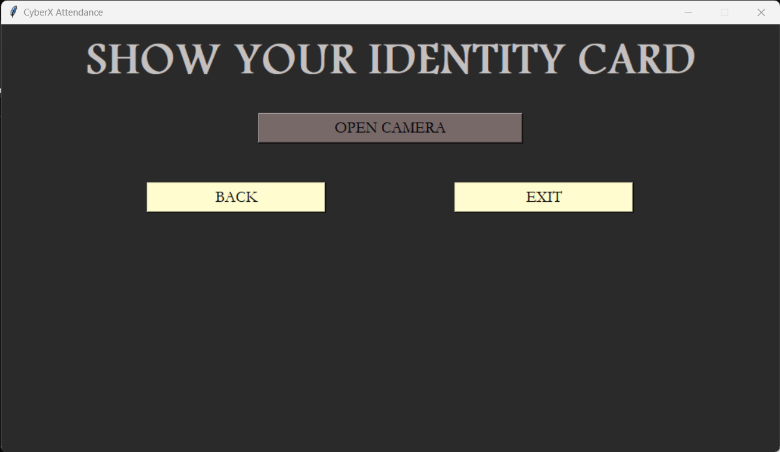 CyberX Attendance
SHOW YOUR IDENTITY CARD
OPEN CAMERA
BACK
EXIT